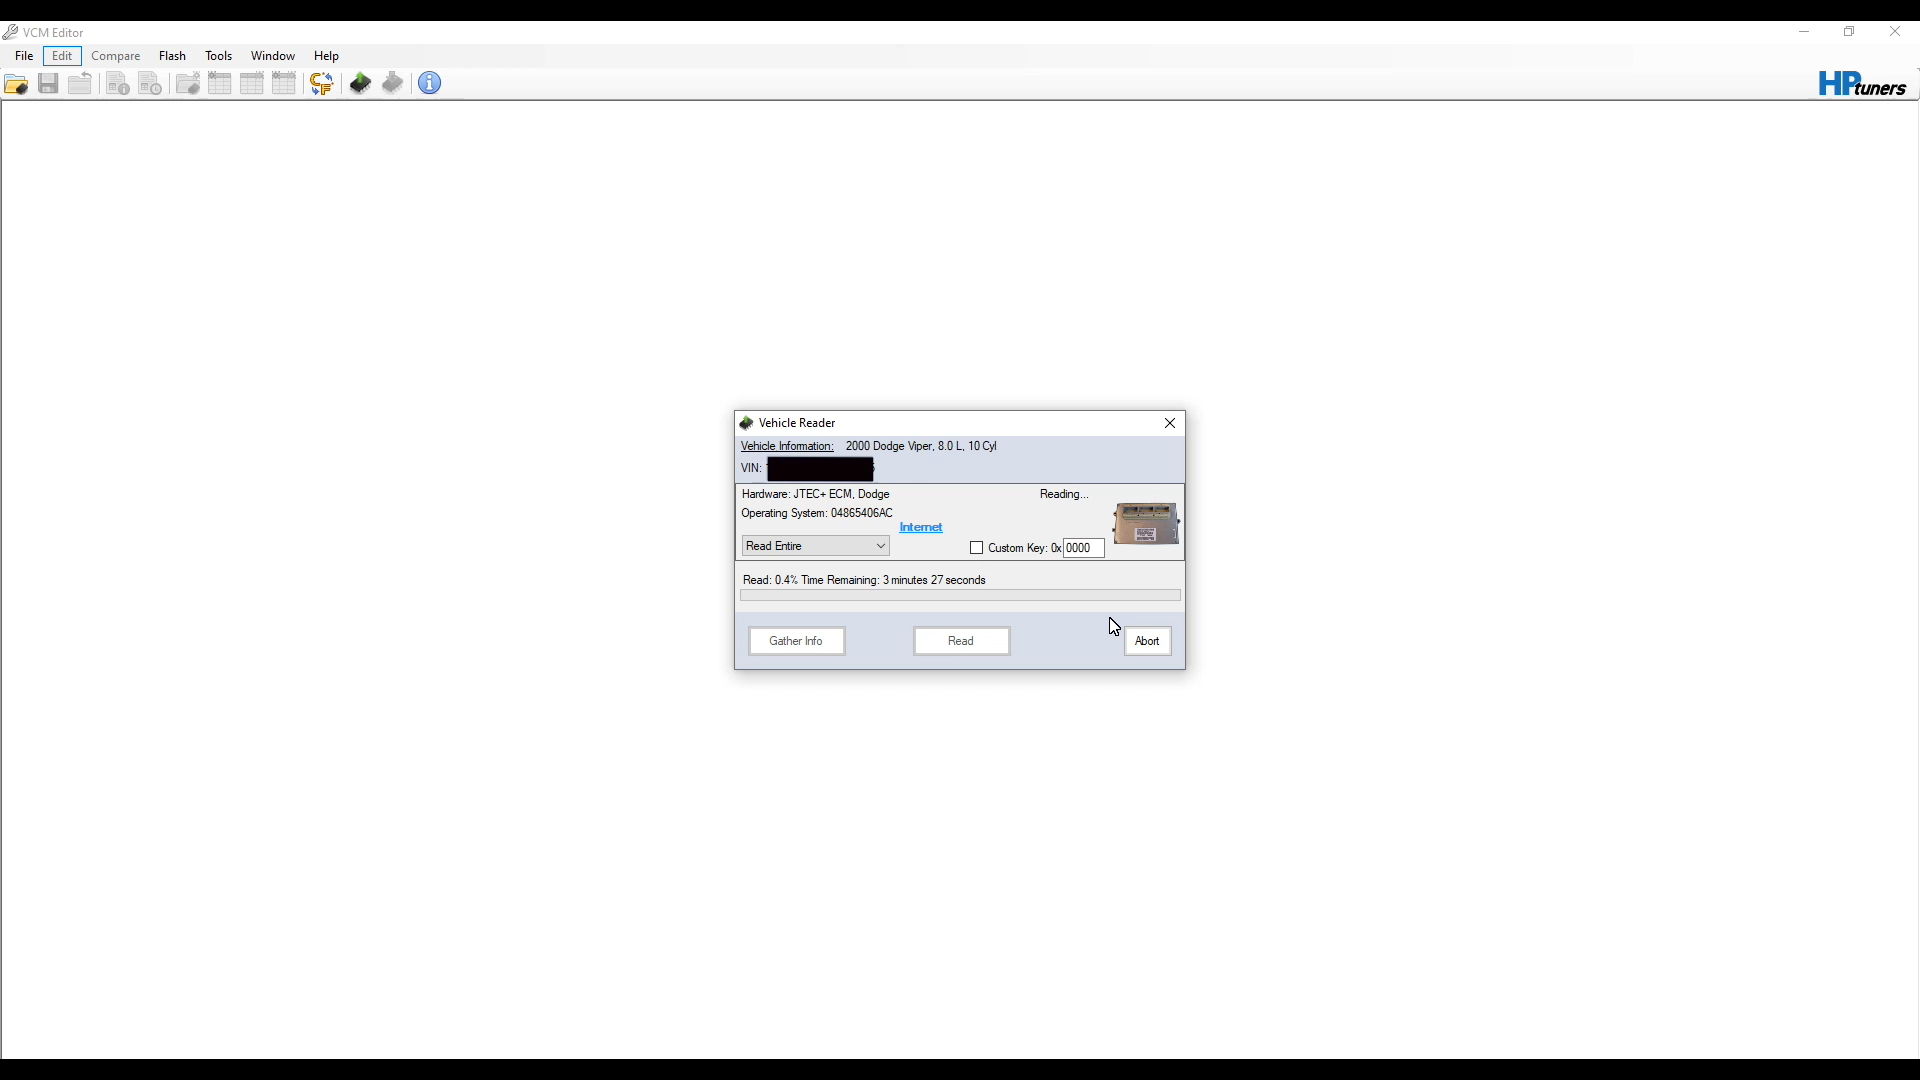 VCM Editor
File Edit Compare Flash Tools Window Help
HPtuners
Vehicle Reader
Vehicle Information: 2000 Dodge Viper, 8.0 L, 10 Cyl
VIN:
Hardware: JTEC+ ECM, Dodge
Reading...
Operating System: 04865406AC
Internet
Read Entire
Custom Key: 0x 0000
Read: 0.4% Time Remaining: 3 minutes 27 seconds
Gather Info
Read
Abort